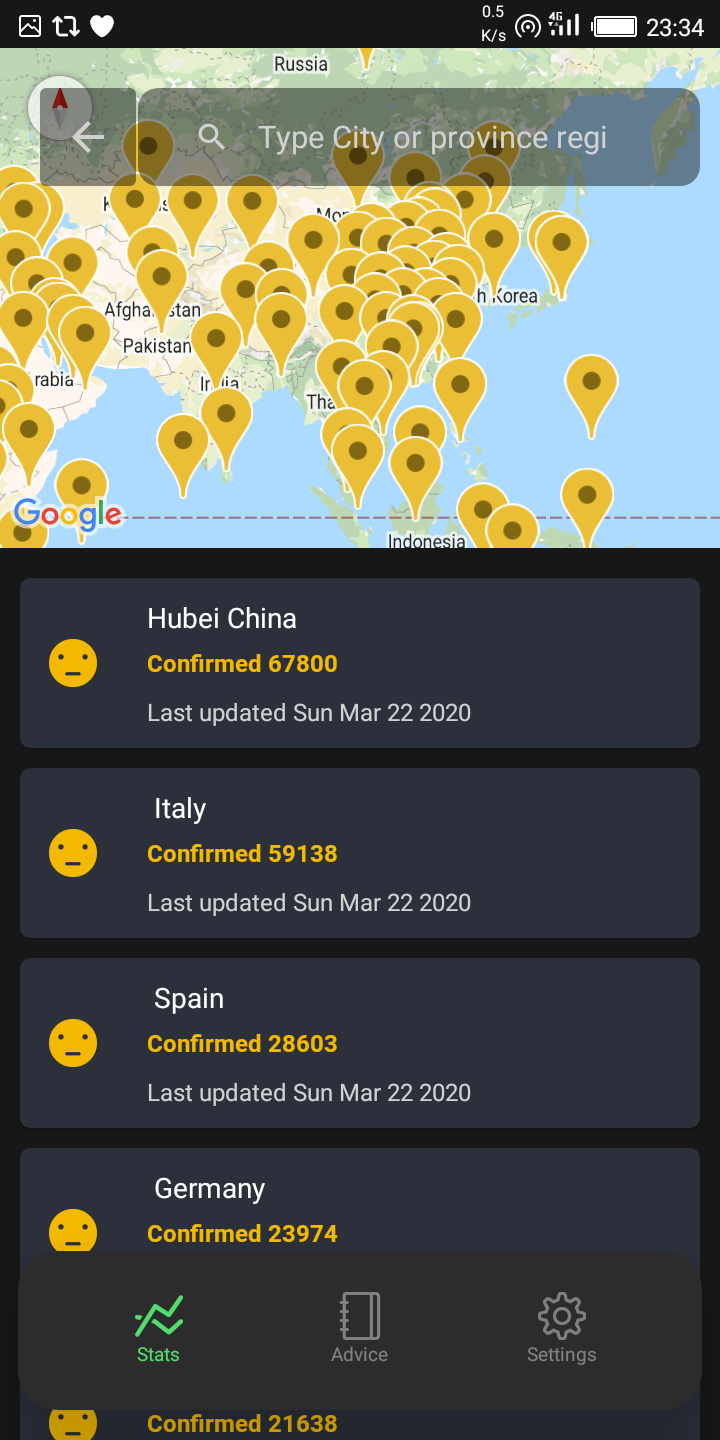 0.5
K/s
4G
23:34
Russia
Type City or province regi
Afghanistan
h Korea
Pakistan
rabia
India
Tha
Google
Indonesia
Hubei China
Confirmed 67800
Last updated Sun Mar 22 2020
Italy
Confirmed 59138
Last updated Sun Mar 22 2020
Spain
Confirmed 28603
Last updated Sun Mar 22 2020
Germany
Confirmed 23974
Stats
Advice
Settings
Confirmed 21638